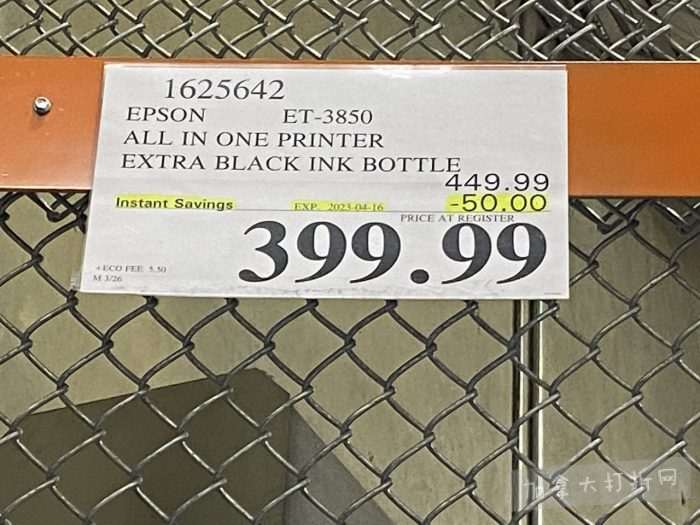 1625642
EPSON ET-3850
ALL IN ONE PRINTER
EXTRA BLACK INK BOTTLE
449.99
Instant Savings EXP. 2023-04-16 -50.00
PRICE AT REGISTER
399.99
+ECO FEE 5.50
M 3/26
加拿大打折网